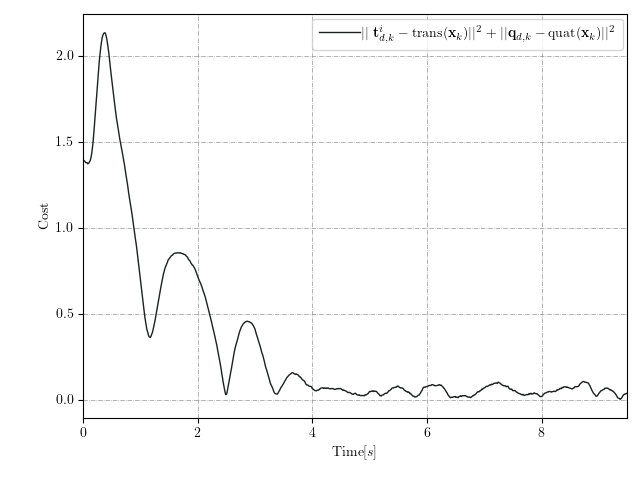 || t^i_{d,k} − trans(x_k)||² + ||q_{d,k} − quat(x_k)||²
2.0
1.5
1.0
0.5
0.0
Cost
0 2 4 6 8
Time[s]